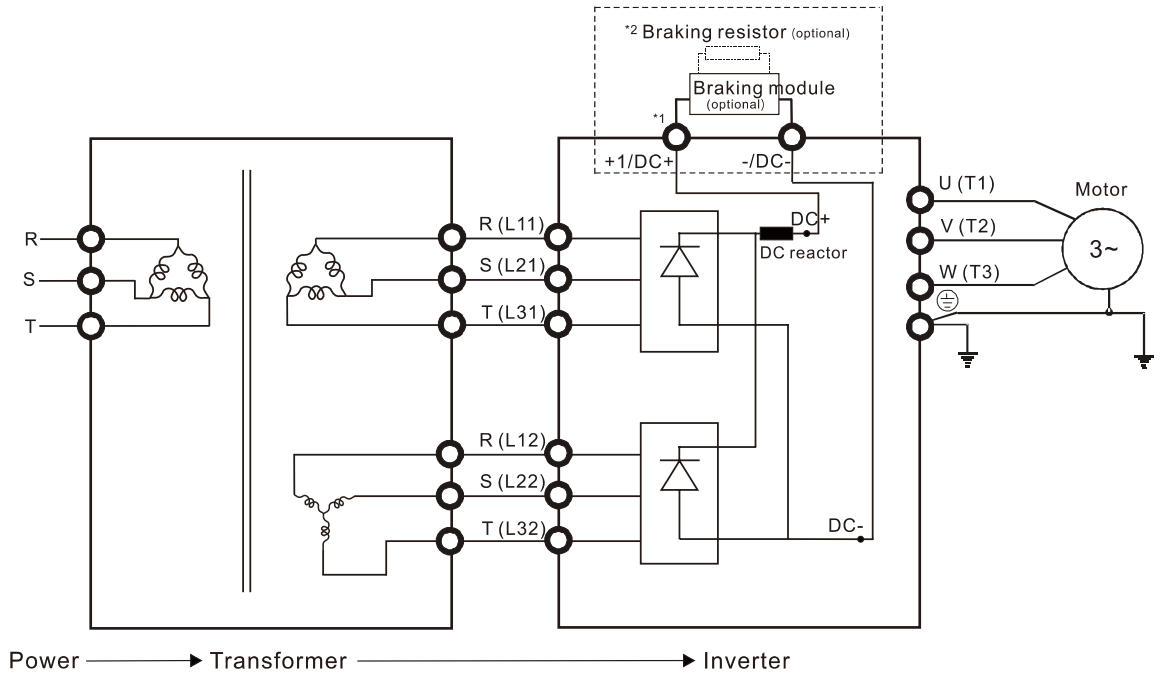 *2 Braking resistor (optional)
Braking module
(optional)
*1
+1/DC+
-/DC-
U (T1)
V (T2)
W (T3)
Motor
3~
R
S
T
R (L11)
S (L21)
T (L31)
DC+
DC reactor
R (L12)
S (L22)
T (L32)
DC-
Power
Transformer
Inverter